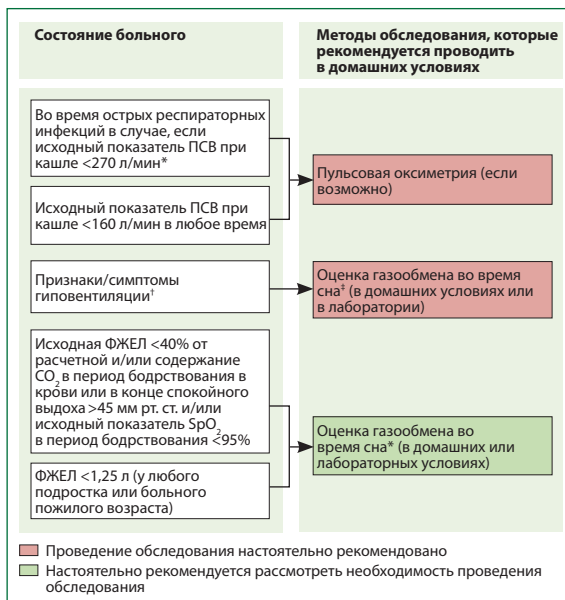 Состояние больного
Методы обследования, которые
рекомендуется проводить
в домашних условиях
Во время острых респираторных
инфекций в случае, если
исходный показатель ПСВ при
кашле <270 л/мин*
Исходный показатель ПСВ при
кашле <160 л/мин в любое время
Пульсовая оксиметрия (если
возможно)
Признаки/симптомы
гиповентиляции†
Оценка газообмена во время
сна‡ (в домашних условиях или
в лаборатории)
Исходная ФЖЕЛ <40% от
расчетной и/или содержание
CO₂ в период бодрствования в
крови или в конце спокойного
выдоха >45 мм рт. ст. и/или
исходный показатель SpO₂
в период бодрствования <95%
ФЖЕЛ <1,25 л (у любого
подростка или больного
пожилого возраста)
Оценка газообмена во
время сна* (в домашних или
лабораторных условиях)
Проведение обследования настоятельно рекомендовано
Настоятельно рекомендуется рассмотреть необходимость проведения
обследования